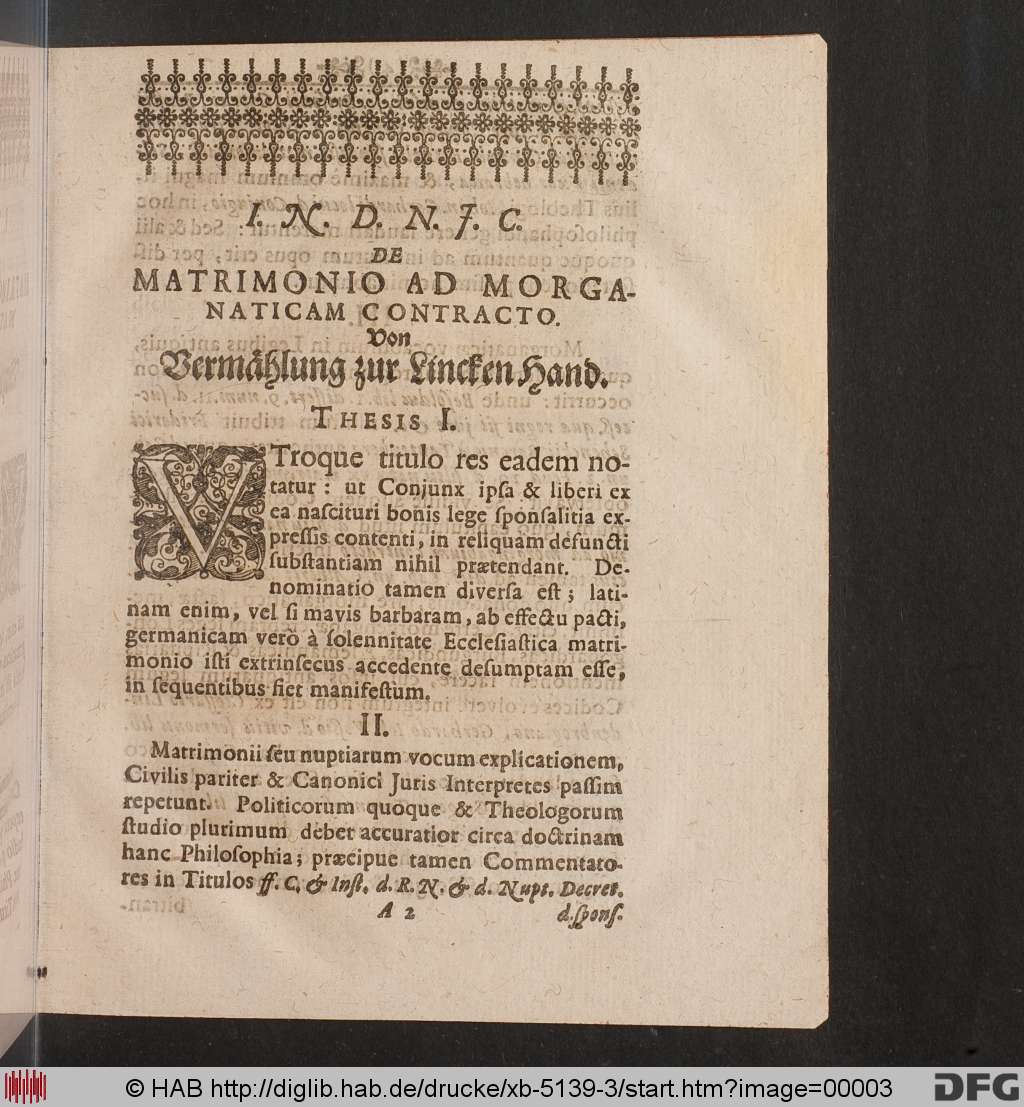 I. N. D. N. J. C.
DE
MATRIMONIO AD MORGA-
NATICAM CONTRACTO.
Von
Vermählung zur Lincken Hand.
THESIS I.
VTroque titulo res eadem no-
tatur : ut Conjunx ipſa & liberi ex
ea naſcituri bonis lege ſponſalitia ex-
preſſis contenti, in reliquam defuncti
ſubſtantiam nihil prætendant. De-
nominatio tamen diverſa eſt ; lati-
nam enim, vel ſi mavis barbaram, ab effectu pacti,
germanicam verò à ſolennitate Eccleſiaſtica matri-
monio iſti extrinſecus accedente deſumptam eſſe,
in ſequentibus fiet manifeſtum.
II.
Matrimonii ſeu nuptiarum vocum explicationem,
Civilis pariter & Canonici Juris Interpretes paſſim
repetunt. Politicorum quoque & Theologorum
ſtudio plurimum debet accuratior circa doctrinam
hanc Philoſophia ; præcipue tamen Commentato-
res in Titulos ff. C. & Inſt. d. R. N. & d. Nupt. Decret.
A 2 d. ſponſ.
© HAB http://diglib.hab.de/drucke/xb-5139-3/start.htm?image=00003 DFG